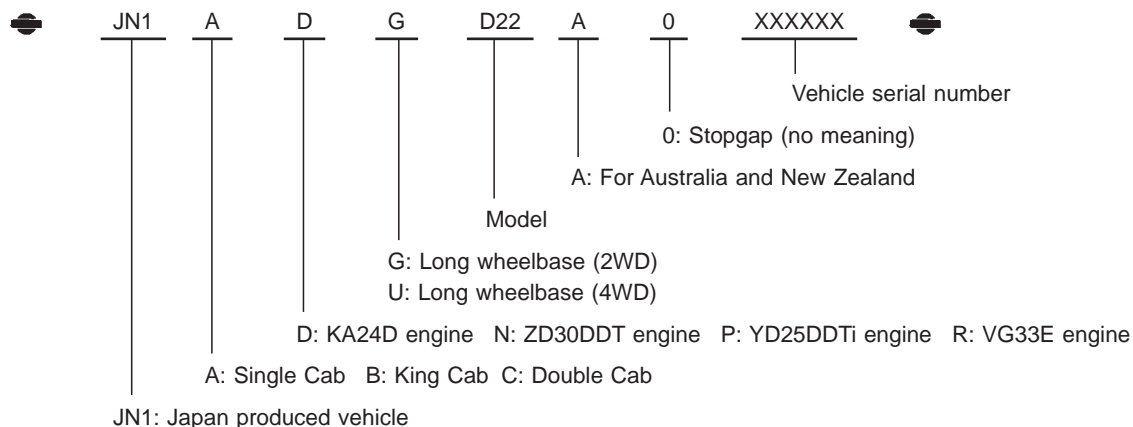 JN1 A D G D22 A 0 XXXXXX
Vehicle serial number
0: Stopgap (no meaning)
A: For Australia and New Zealand
Model
G: Long wheelbase (2WD)
U: Long wheelbase (4WD)
D: KA24D engine N: ZD30DDT engine P: YD25DDTi engine R: VG33E engine
A: Single Cab B: King Cab C: Double Cab
JN1: Japan produced vehicle